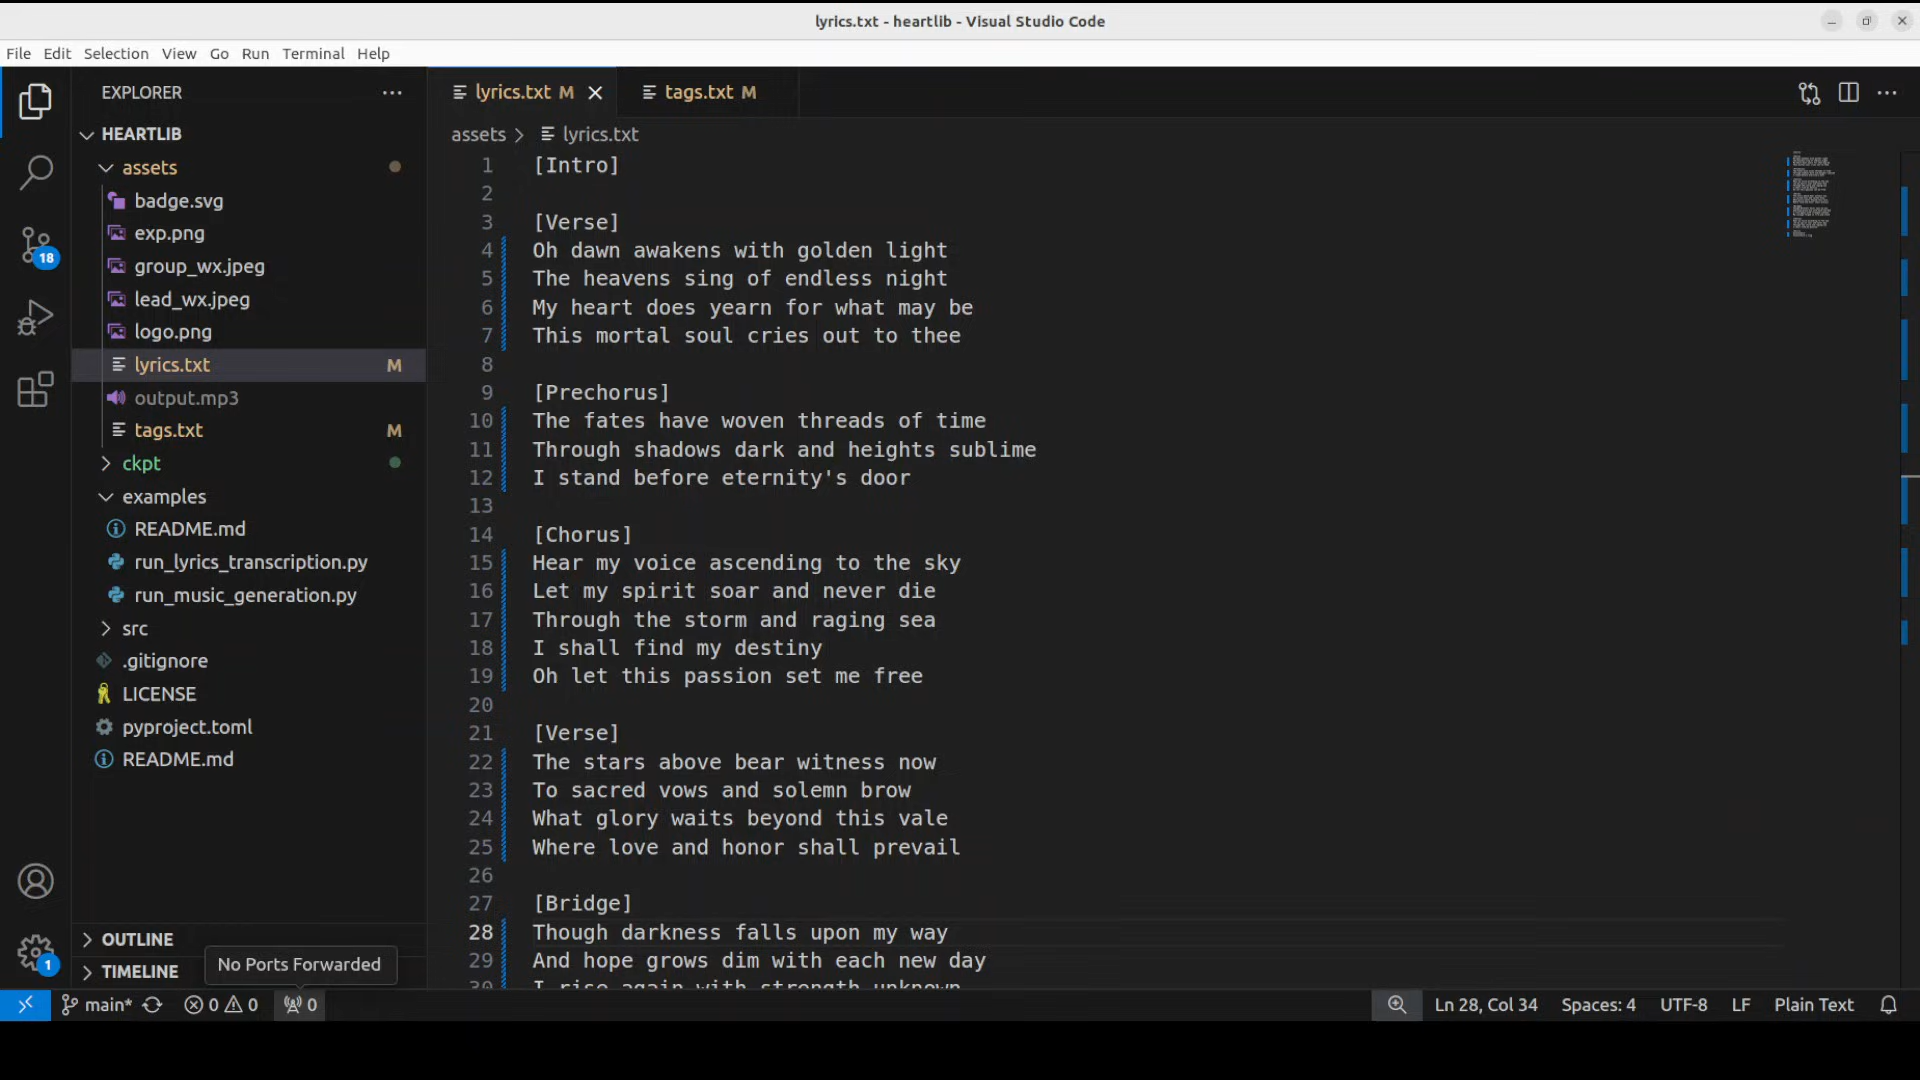 lyrics.txt - heartlib - Visual Studio Code
File Edit Selection View Go Run Terminal Help
EXPLORER
HEARTLIB
assets
badge.svg
exp.png
group_wx.jpeg
lead_wx.jpeg
logo.png
lyrics.txt M
output.mp3
tags.txt M
ckpt
examples
README.md
run_lyrics_transcription.py
run_music_generation.py
src
.gitignore
LICENSE
pyproject.toml
README.md
OUTLINE
TIMELINE
No Ports Forwarded
18
1
lyrics.txt M
tags.txt M
assets > lyrics.txt
1 [Intro]
2
3 [Verse]
4 Oh dawn awakens with golden light
5 The heavens sing of endless night
6 My heart does yearn for what may be
7 This mortal soul cries out to thee
8
9 [Prechorus]
10 The fates have woven threads of time
11 Through shadows dark and heights sublime
12 I stand before eternity's door
13
14 [Chorus]
15 Hear my voice ascending to the sky
16 Let my spirit soar and never die
17 Through the storm and raging sea
18 I shall find my destiny
19 Oh let this passion set me free
20
21 [Verse]
22 The stars above bear witness now
23 To sacred vows and solemn brow
24 What glory waits beyond this vale
25 Where love and honor shall prevail
26
27 [Bridge]
28 Though darkness falls upon my way
29 And hope grows dim with each new day
30 I rise again with strength unknown
main* 0 0 0 Ln 28, Col 34 Spaces: 4 UTF-8 LF Plain Text